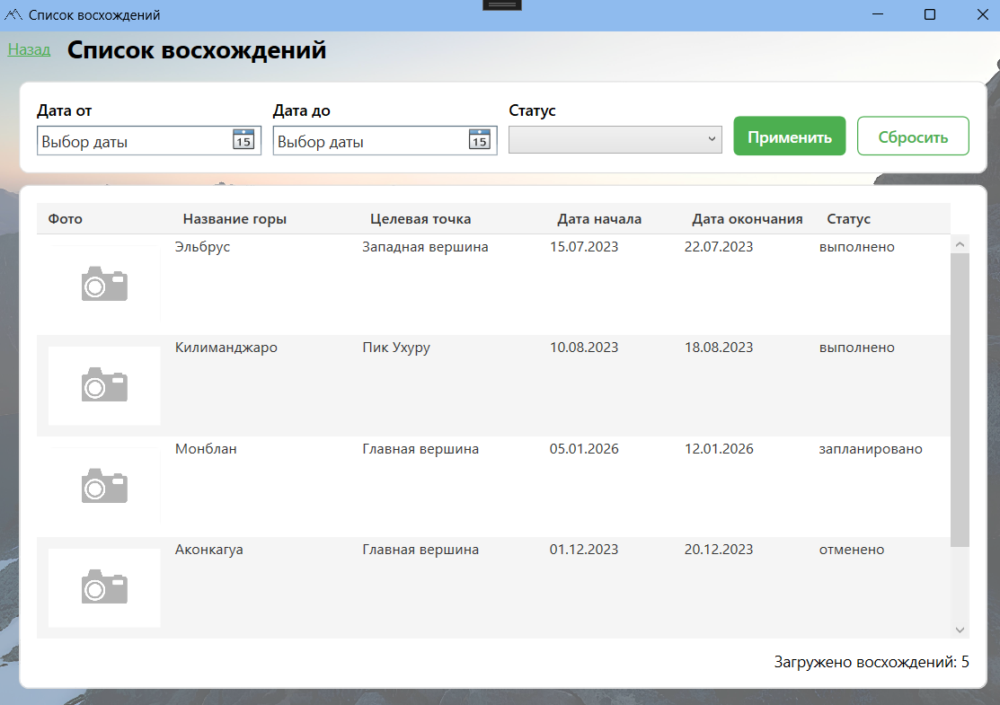 Список восхождений
Назад Список восхождений
Дата от Дата до Статус
Выбор даты 15 Выбор даты 15 Применить Сбросить
Фото Название горы Целевая точка Дата начала Дата окончания Статус
Эльбрус Западная вершина 15.07.2023 22.07.2023 выполнено
Килиманджаро Пик Ухуру 10.08.2023 18.08.2023 выполнено
Монблан Главная вершина 05.01.2026 12.01.2026 запланировано
Аконкагуа Главная вершина 01.12.2023 20.12.2023 отменено
Загружено восхождений: 5